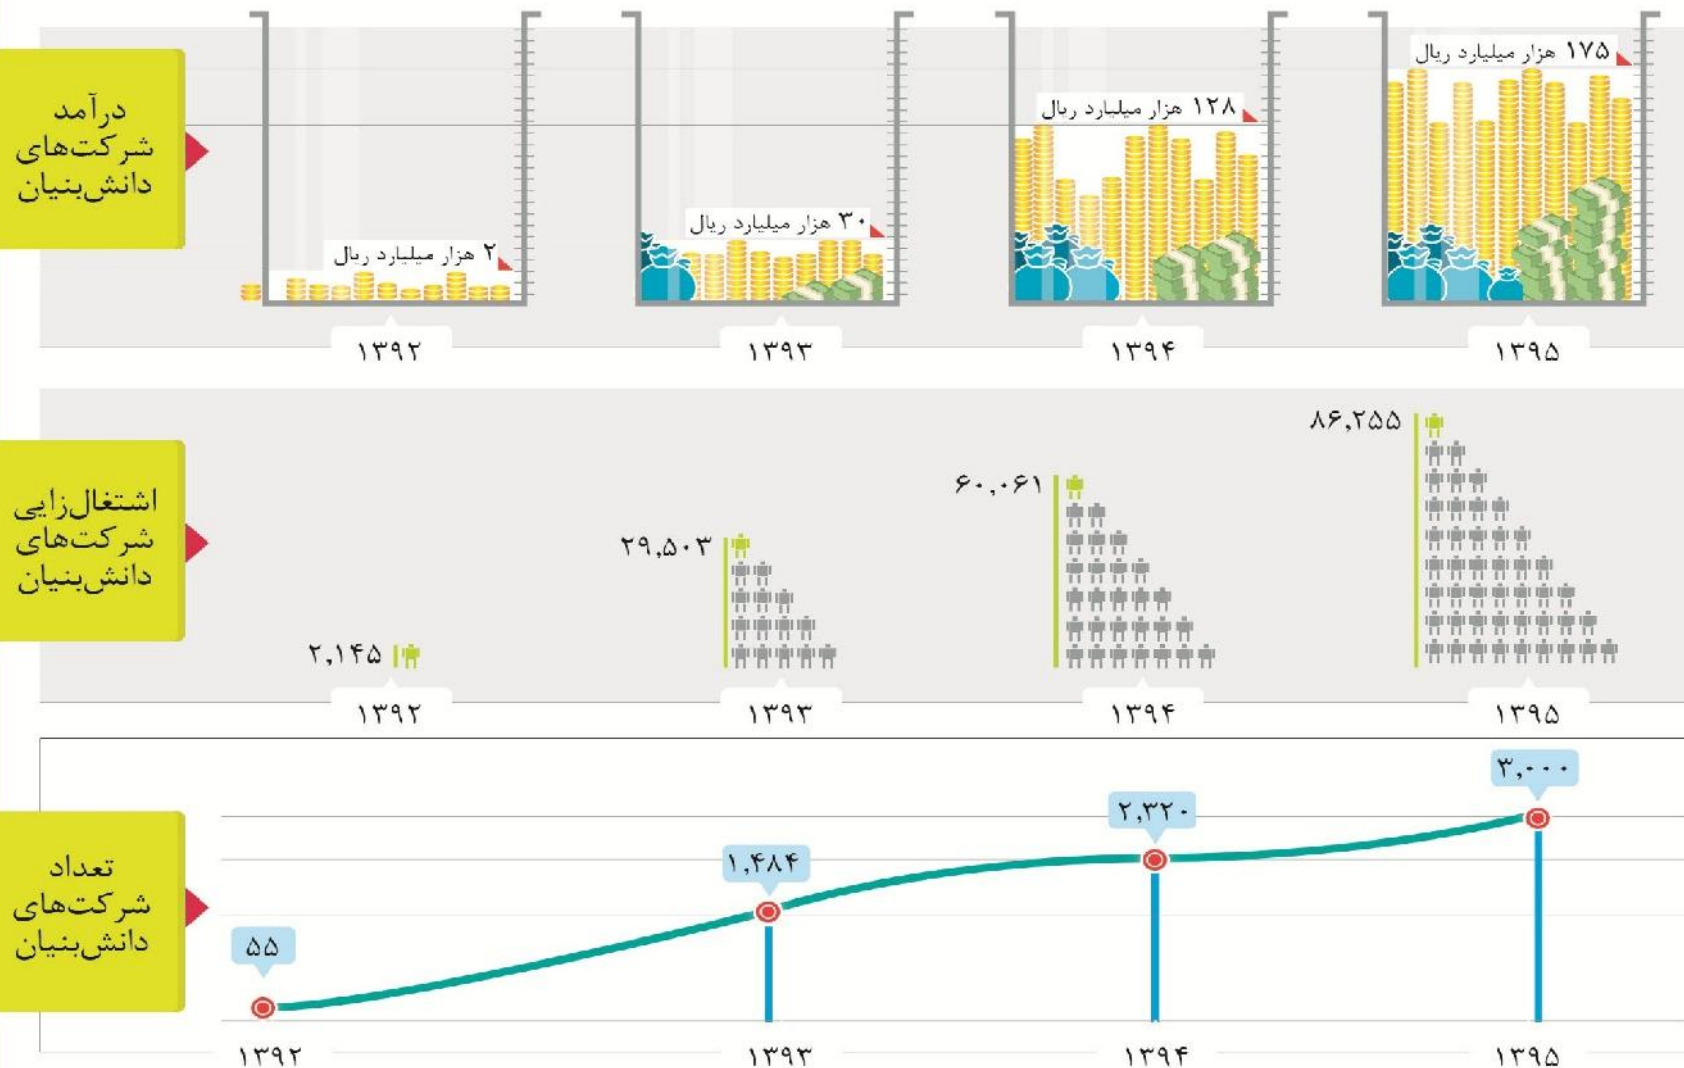 درآمد
شرکت‌های
دانش‌بنیان
۲ هزار میلیارد ریال
۳۰ هزار میلیارد ریال
۱۲۸ هزار میلیارد ریال
۱۷۵ هزار میلیارد ریال
۱۳۹۲
۱۳۹۳
۱۳۹۴
۱۳۹۵
اشتغال‌زایی
شرکت‌های
دانش‌بنیان
۲,۱۴۵
۲۹,۵۰۳
۶۰,۰۶۱
۸۶,۲۵۵
۱۳۹۲
۱۳۹۳
۱۳۹۴
۱۳۹۵
تعداد
شرکت‌های
دانش‌بنیان
۵۵
۱,۴۸۴
۲,۳۲۰
۳,۰۰۰
۱۳۹۲
۱۳۹۳
۱۳۹۴
۱۳۹۵